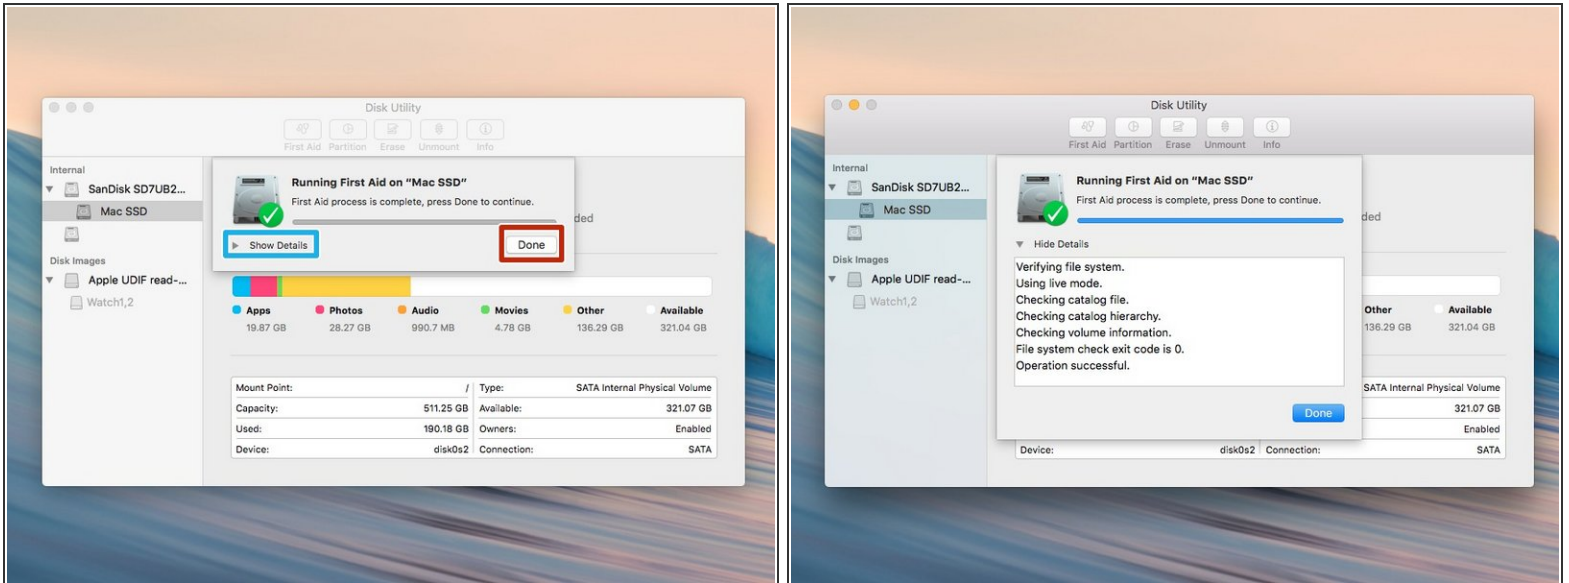 Disk Utility
First Aid Partition Erase Unmount Info
Internal
SanDisk SD7UB2...
Mac SSD
Disk Images
Apple UDIF read-...
Watch1,2
Running First Aid on “Mac SSD”
First Aid process is complete, press Done to continue.
ded
Show Details
Done
Apps Photos Audio Movies Other Available
19.87 GB 28.27 GB 990.7 MB 4.78 GB 136.29 GB 321.04 GB
Mount Point: / Type: SATA Internal Physical Volume
Capacity: 511.25 GB Available: 321.07 GB
Used: 190.18 GB Owners: Enabled
Device: disk0s2 Connection: SATA
Disk Utility
First Aid Partition Erase Unmount Info
Internal
SanDisk SD7UB2...
Mac SSD
Disk Images
Apple UDIF read-...
Watch1,2
Running First Aid on “Mac SSD”
First Aid process is complete, press Done to continue.
ded
Hide Details
Verifying file system.
Using live mode.
Checking catalog file.
Checking catalog hierarchy.
Checking volume information.
File system check exit code is 0.
Operation successful.
Done
Other Available
136.29 GB 321.04 GB
SATA Internal Physical Volume
321.07 GB
Enabled
Device: disk0s2 Connection: SATA